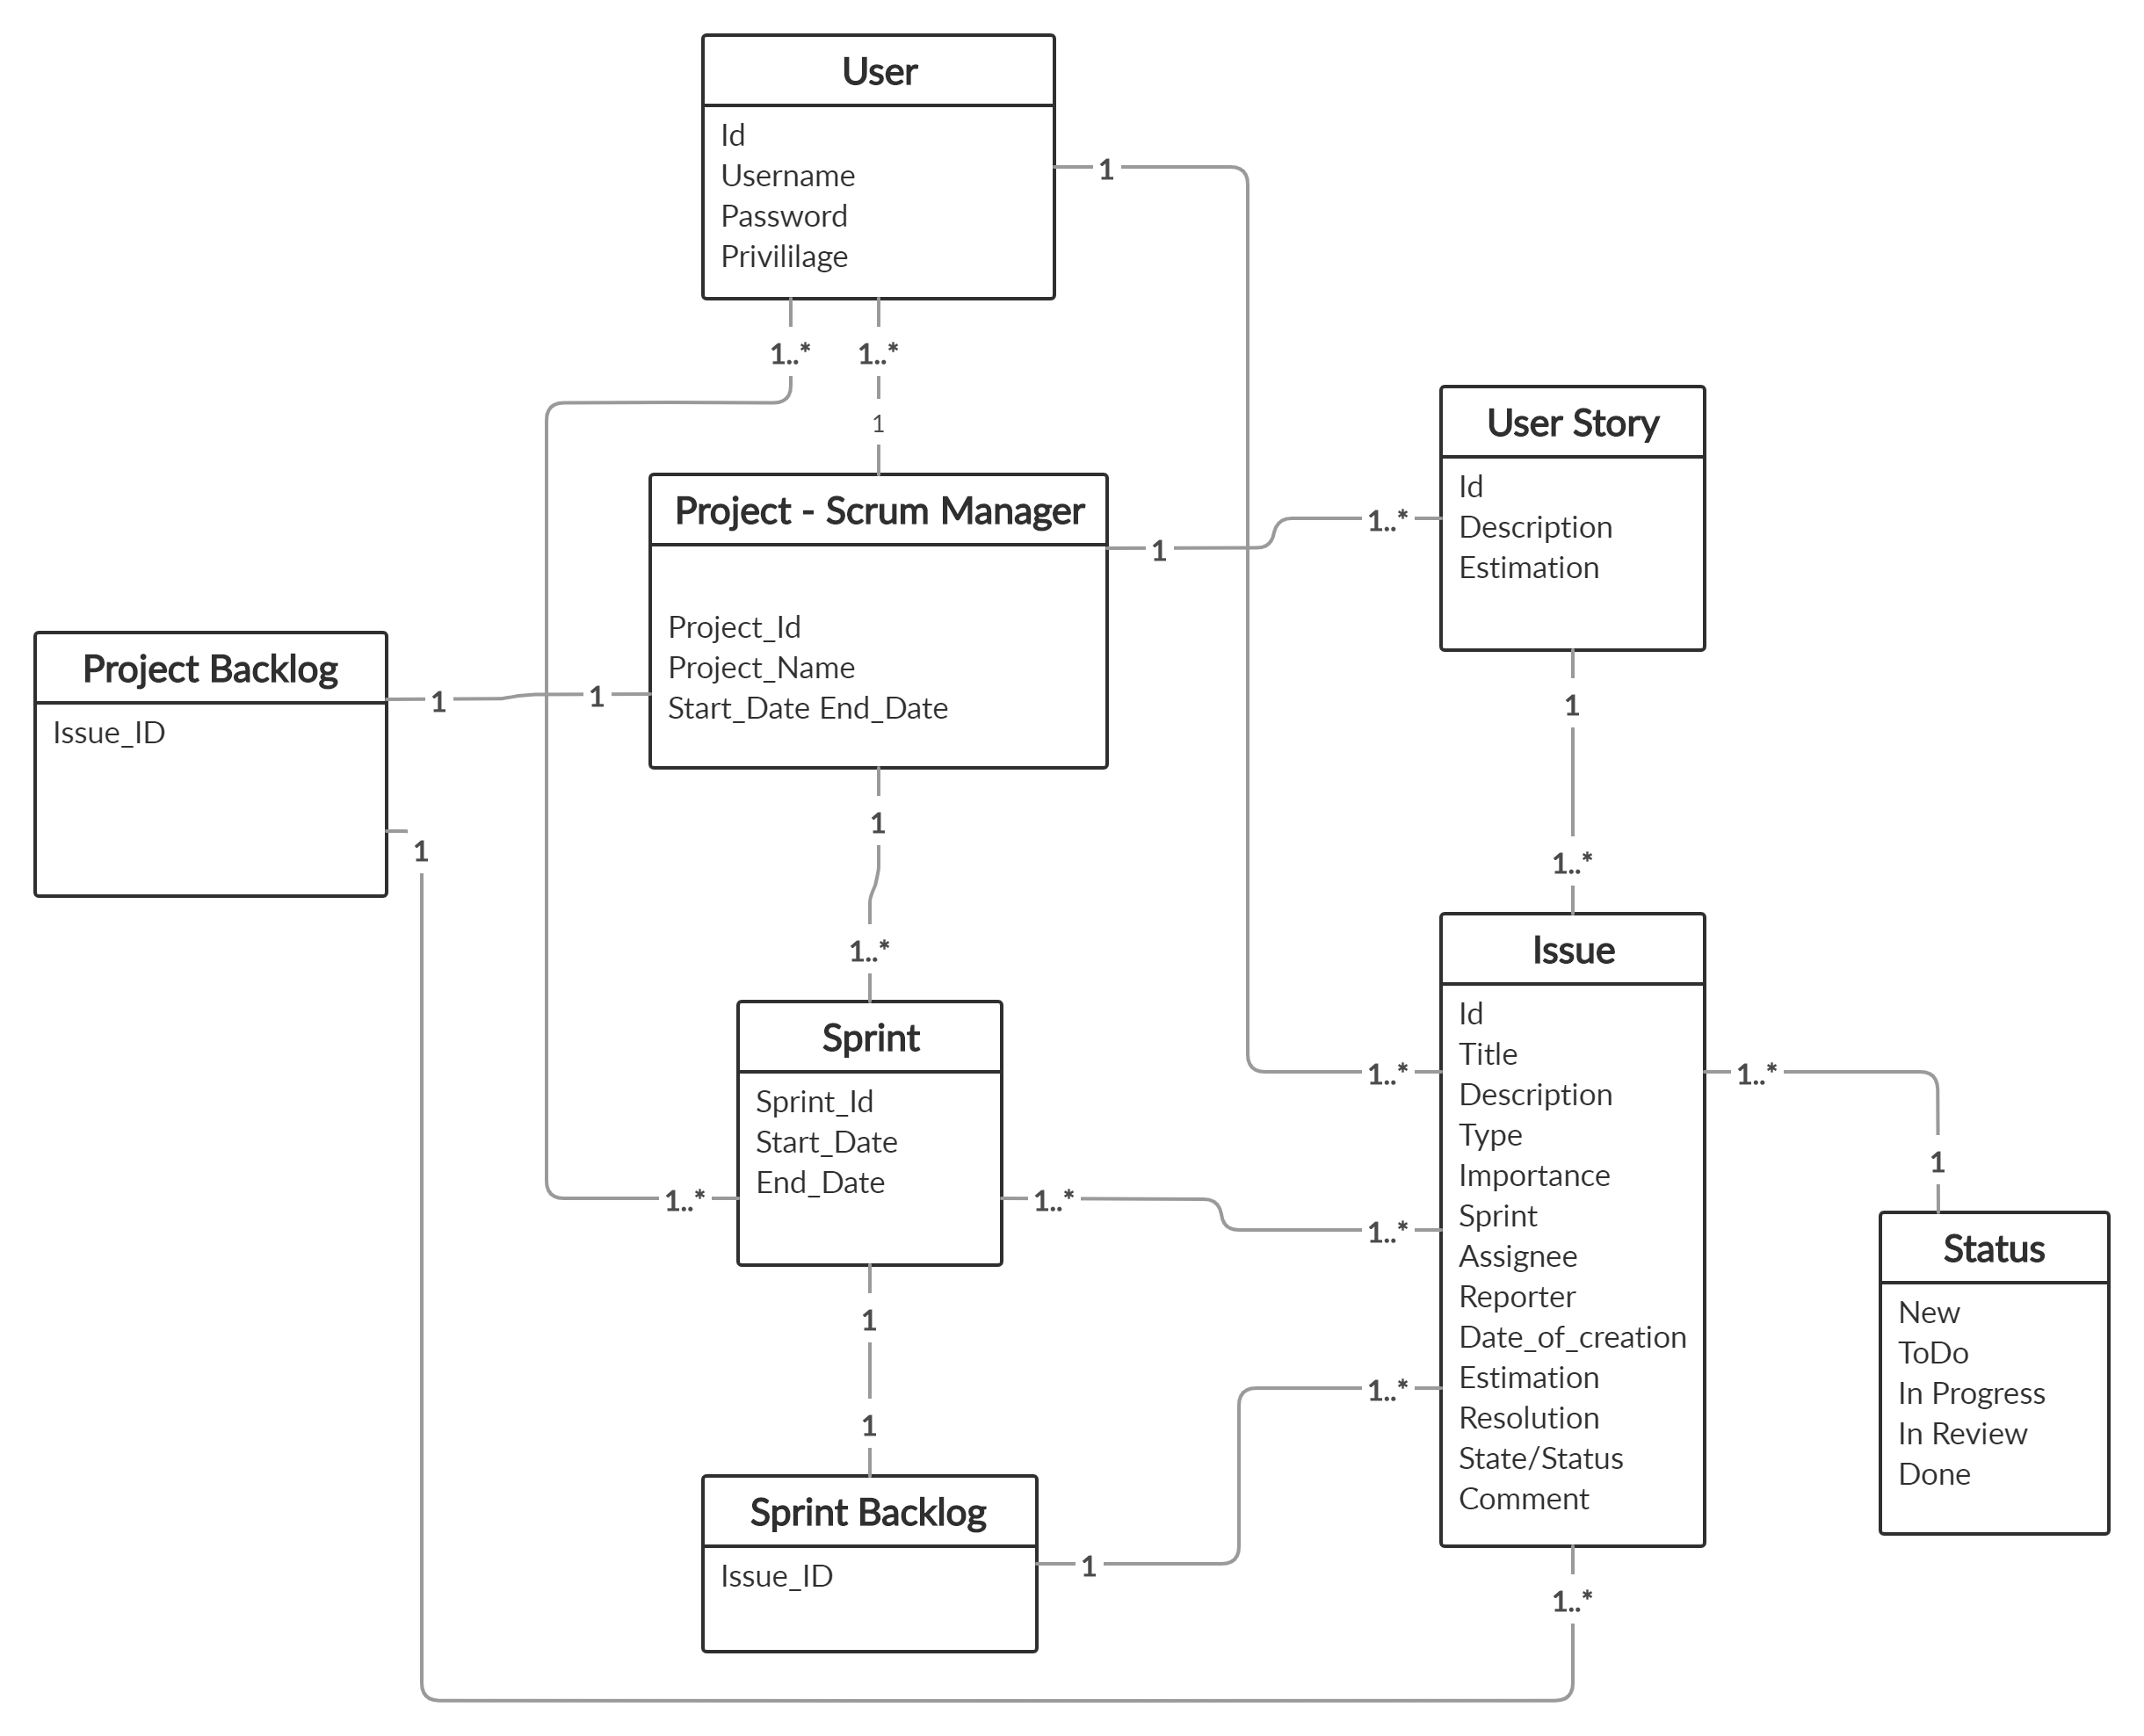 User
Id
Username
Password
Privililage
1
1..*
1..*
1
User Story
Id
Description
Estimation
Project - Scrum Manager
Project_Id
Project_Name
Start_Date End_Date
1
1..*
Project Backlog
Issue_ID
1
1
1
1
1..*
1
1..*
Issue
Id
Title
Description
Type
Importance
Sprint
Assignee
Reporter
Date_of_creation
Estimation
Resolution
State/Status
Comment
Sprint
Sprint_Id
Start_Date
End_Date
1..*
1..*
1
1..*
1..*
1..*
Status
New
ToDo
In Progress
In Review
Done
1
1
1..*
Sprint Backlog
Issue_ID
1
1..*